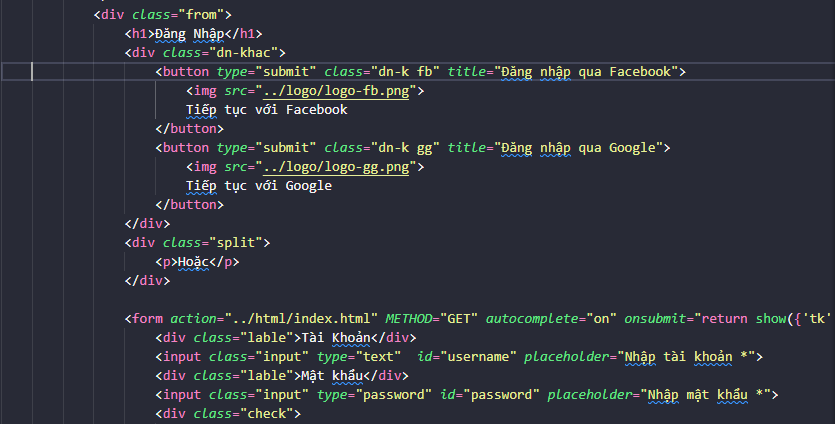 <div class="from">
<h1>Đăng Nhập</h1>
<div class="dn-khac">
<button type="submit" class="dn-k fb" title="Đăng nhập qua Facebook">
<img src="../logo/logo-fb.png">
Tiếp tục với Facebook
</button>
<button type="submit" class="dn-k gg" title="Đăng nhập qua Google">
<img src="../logo/logo-gg.png">
Tiếp tục với Google
</button>
</div>
<div class="split">
<p>Hoặc</p>
</div>
<form action="../html/index.html" METHOD="GET" autocomplete="on" onsubmit="return show({'tk'
<div class="lable">Tài Khoản</div>
<input class="input" type="text"  id="username" placeholder="Nhập tài khoản *">
<div class="lable">Mật khẩu</div>
<input class="input" type="password" id="password" placeholder="Nhập mật khẩu *">
<div class="check">